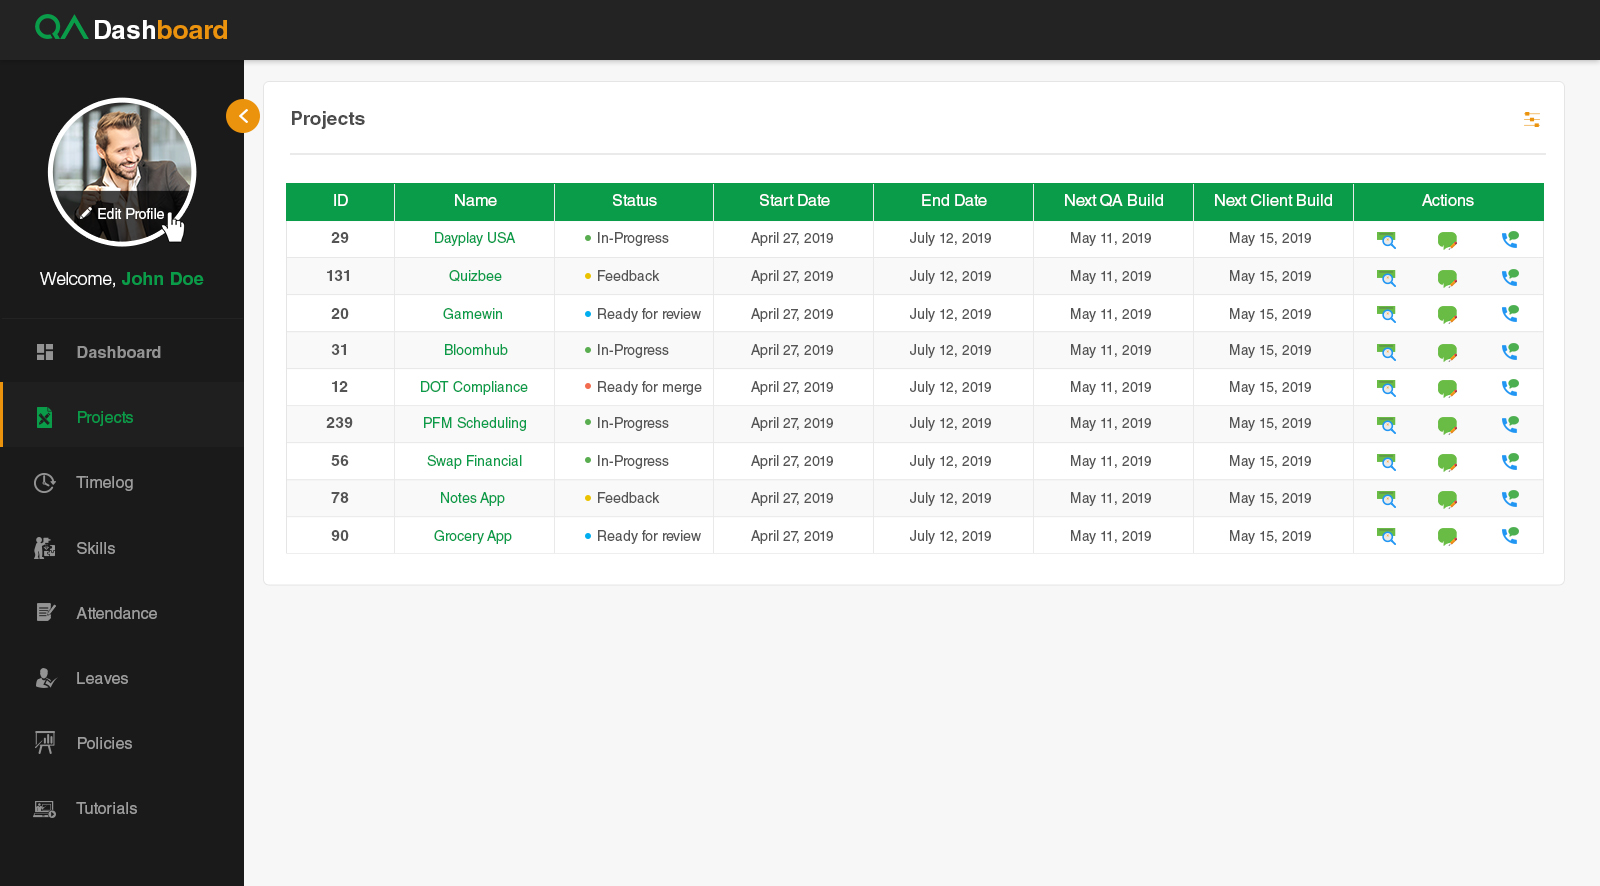 QA Dashboard
Edit Profile
Welcome, John Doe
Dashboard
Projects
Timelog
Skills
Attendance
Leaves
Policies
Tutorials
Projects
ID Name Status Start Date End Date Next QA Build Next Client Build Actions
29 Dayplay USA In-Progress April 27, 2019 July 12, 2019 May 11, 2019 May 15, 2019
131 Quizbee Feedback April 27, 2019 July 12, 2019 May 11, 2019 May 15, 2019
20 Gamewin Ready for review April 27, 2019 July 12, 2019 May 11, 2019 May 15, 2019
31 Bloomhub In-Progress April 27, 2019 July 12, 2019 May 11, 2019 May 15, 2019
12 DOT Compliance Ready for merge April 27, 2019 July 12, 2019 May 11, 2019 May 15, 2019
239 PFM Scheduling In-Progress April 27, 2019 July 12, 2019 May 11, 2019 May 15, 2019
56 Swap Financial In-Progress April 27, 2019 July 12, 2019 May 11, 2019 May 15, 2019
78 Notes App Feedback April 27, 2019 July 12, 2019 May 11, 2019 May 15, 2019
90 Grocery App Ready for review April 27, 2019 July 12, 2019 May 11, 2019 May 15, 2019